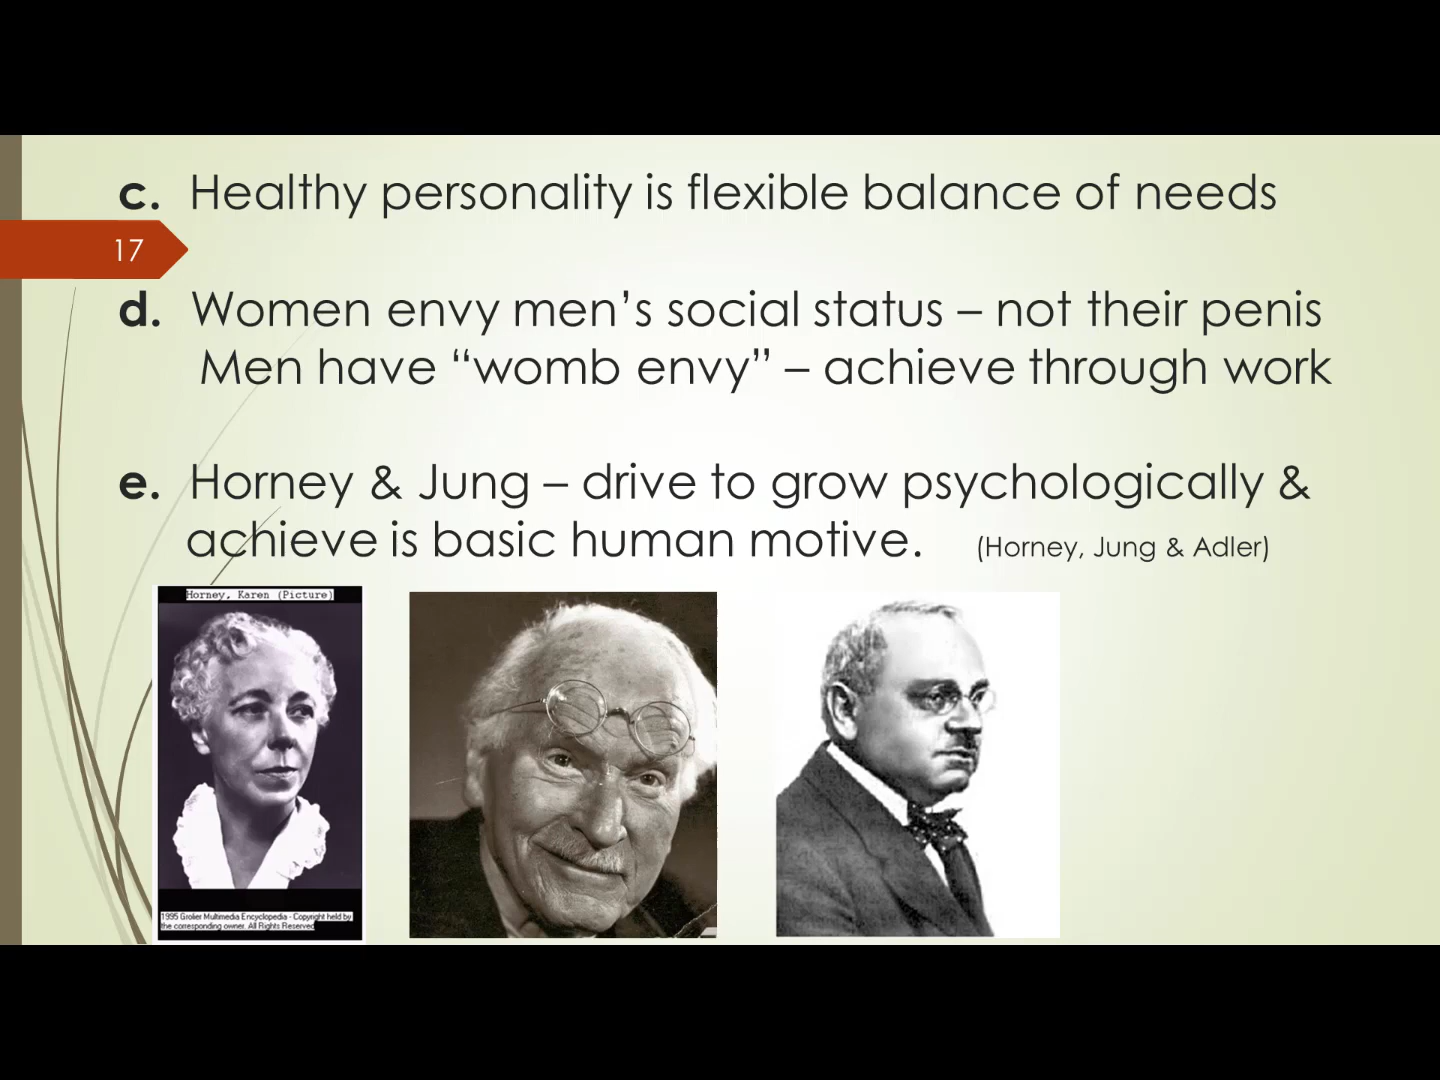 c. Healthy personality is flexible balance of needs
17
d. Women envy men’s social status – not their penis
Men have “womb envy” – achieve through work
e. Horney & Jung – drive to grow psychologically &
achieve is basic human motive. (Horney, Jung & Adler)
Horney, Karen (Picture)
1995 Grolier Multimedia Encyclopedia - Copyright held by
the corresponding owner. All Rights Reserved